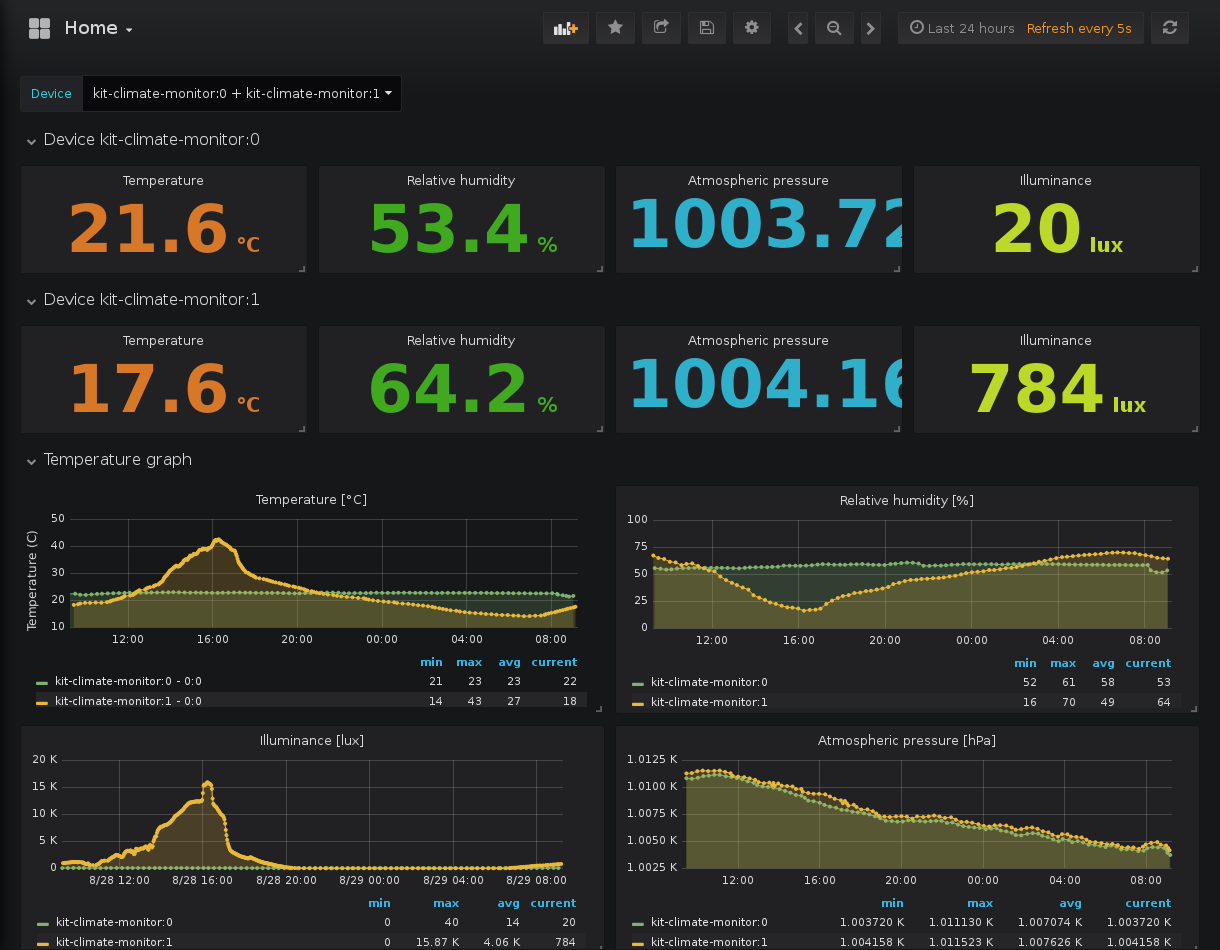 Home
Last 24 hours Refresh every 5s
Device kit-climate-monitor:0 + kit-climate-monitor:1
Device kit-climate-monitor:0
Temperature Relative humidity Atmospheric pressure Illuminance
21.6 °C 53.4 % 1003.72 20 lux
Device kit-climate-monitor:1
Temperature Relative humidity Atmospheric pressure Illuminance
17.6 °C 64.2 % 1004.16 784 lux
Temperature graph
Temperature [°C]
Temperature (C)
50
40
30
20
10
12:00 16:00 20:00 00:00 04:00 08:00
min max avg current
kit-climate-monitor:0 - 0:0 21 23 23 22
kit-climate-monitor:1 - 0:0 14 43 27 18
Relative humidity [%]
100
75
50
25
0
12:00 16:00 20:00 00:00 04:00 08:00
min max avg current
kit-climate-monitor:0 52 61 58 53
kit-climate-monitor:1 16 70 49 64
Illuminance [lux]
20 K
15 K
10 K
5 K
0
8/28 12:00 8/28 16:00 8/28 20:00 8/29 00:00 8/29 04:00 8/29 08:00
min max avg current
kit-climate-monitor:0 0 40 14 20
kit-climate-monitor:1 0 15.87 K 4.06 K 784
Atmospheric pressure [hPa]
1.0125 K
1.0100 K
1.0075 K
1.0050 K
1.0025 K
12:00 16:00 20:00 00:00 04:00 08:00
min max avg current
kit-climate-monitor:0 1.003720 K 1.011130 K 1.007074 K 1.003720 K
kit-climate-monitor:1 1.004158 K 1.011523 K 1.007626 K 1.004158 K